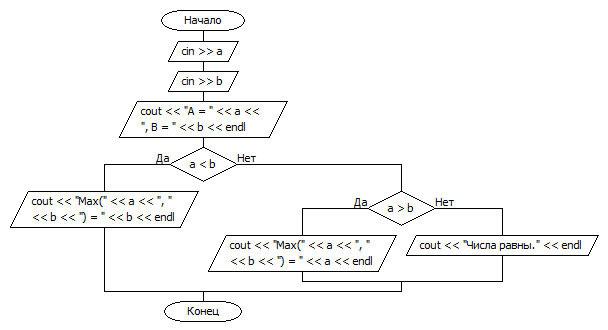 Начало
cin >> a
cin >> b
cout << "A = " << a <<
", B = " << b << endl
Да
a < b
Нет
cout << "Max(" << a << ", "
<< b << ") = " << b << endl
Да
a > b
Нет
cout << "Max(" << a << ", "
<< b << ") = " << a << endl
cout << "Числа равны." << endl
Конец